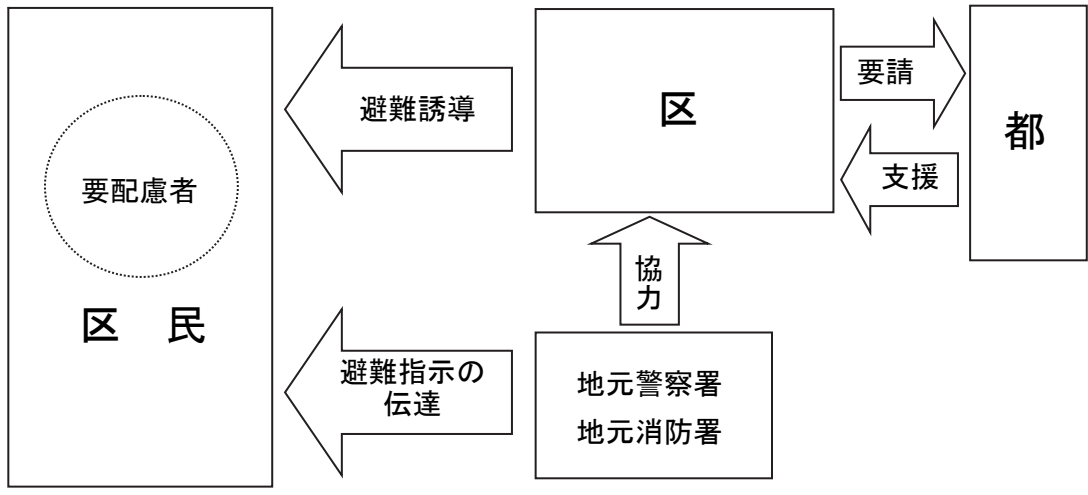 要配慮者
区 民
避難誘導
避難指示の
伝達
区
協
力
地元警察署
地元消防署
要請
支援
都